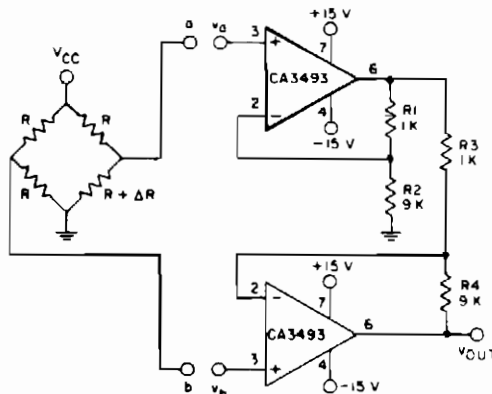 +15 V
a
va
3
+
7
6
VCC
CA3493
R
R
2
−
4
−15 V
R1
1K
R3
1K
R
R + ΔR
R2
9K
+15 V
R4
9K
2
−
7
CA3493
6
VOUT
b
vb
3
+
4
−15 V